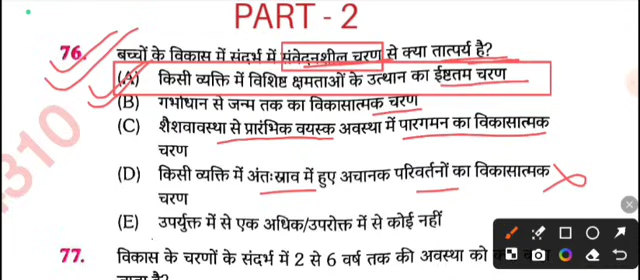 PART - 2
76. बच्चों के विकास में संदर्भ में संवेदनशील चरण से क्या तात्पर्य है?
(A) किसी व्यक्ति में विशिष्ट क्षमताओं के उत्थान का ईष्टतम चरण
(B) गर्भाधान से जन्म तक का विकासात्मक चरण
(C) शैशवावस्था से प्रारंभिक वयस्क अवस्था में पारगमन का विकासात्मक
चरण
(D) किसी व्यक्ति में अंतःस्राव में हुए अचानक परिवर्तनों का विकासात्मक
चरण
(E) उपर्युक्त में से एक अधिक/उपरोक्त में से कोई नहीं
77. विकास के चरणों के संदर्भ में 2 से 6 वर्ष तक की अवस्था को
310